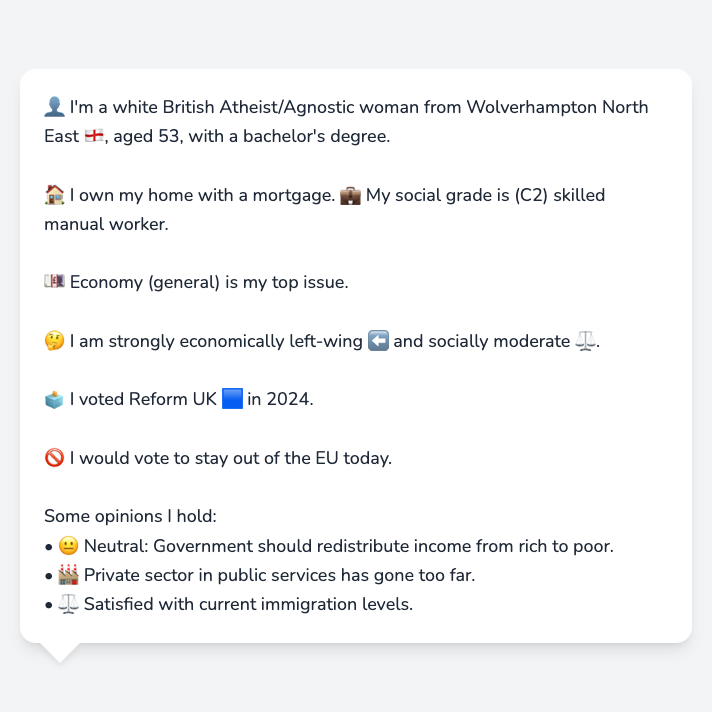 👤 I'm a white British Atheist/Agnostic woman from Wolverhampton North
East 🏴󠁧󠁢󠁥󠁮󠁧󠁿, aged 53, with a bachelor's degree.
🏠 I own my home with a mortgage. 💼 My social grade is (C2) skilled
manual worker.
💷 Economy (general) is my top issue.
🤔 I am strongly economically left-wing ⬅️ and socially moderate ⚖️.
🗳️ I voted Reform UK 🟦 in 2024.
🚫 I would vote to stay out of the EU today.
Some opinions I hold:
• 😐 Neutral: Government should redistribute income from rich to poor.
• 🏭 Private sector in public services has gone too far.
• ⚖️ Satisfied with current immigration levels.